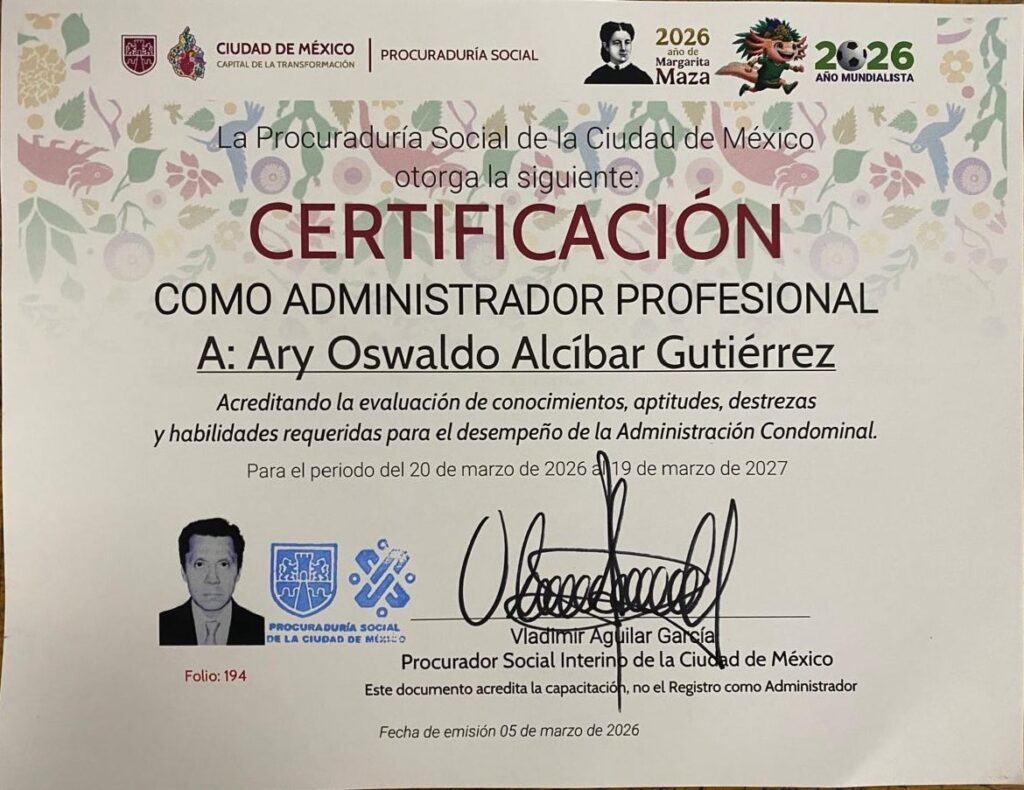 CIUDAD DE MÉXICO
CAPITAL DE LA TRANSFORMACIÓN
PROCURADURÍA SOCIAL
2026
año de
Margarita
Maza
2026
AÑO MUNDIALISTA
La Procuraduría Social de la Ciudad de México
otorga la siguiente:
CERTIFICACIÓN
COMO ADMINISTRADOR PROFESIONAL
A: Ary Oswaldo Alcíbar Gutiérrez
Acreditando la evaluación de conocimientos, aptitudes, destrezas
y habilidades requeridas para el desempeño de la Administración Condominal.
Para el periodo del 20 de marzo de 2026 al 19 de marzo de 2027
PROCURADURÍA SOCIAL
DE LA CIUDAD DE MÉXICO
Vladimir Aguilar García
Procurador Social Interino de la Ciudad de México
Folio: 194
Este documento acredita la capacitación, no el Registro como Administrador
Fecha de emisión 05 de marzo de 2026